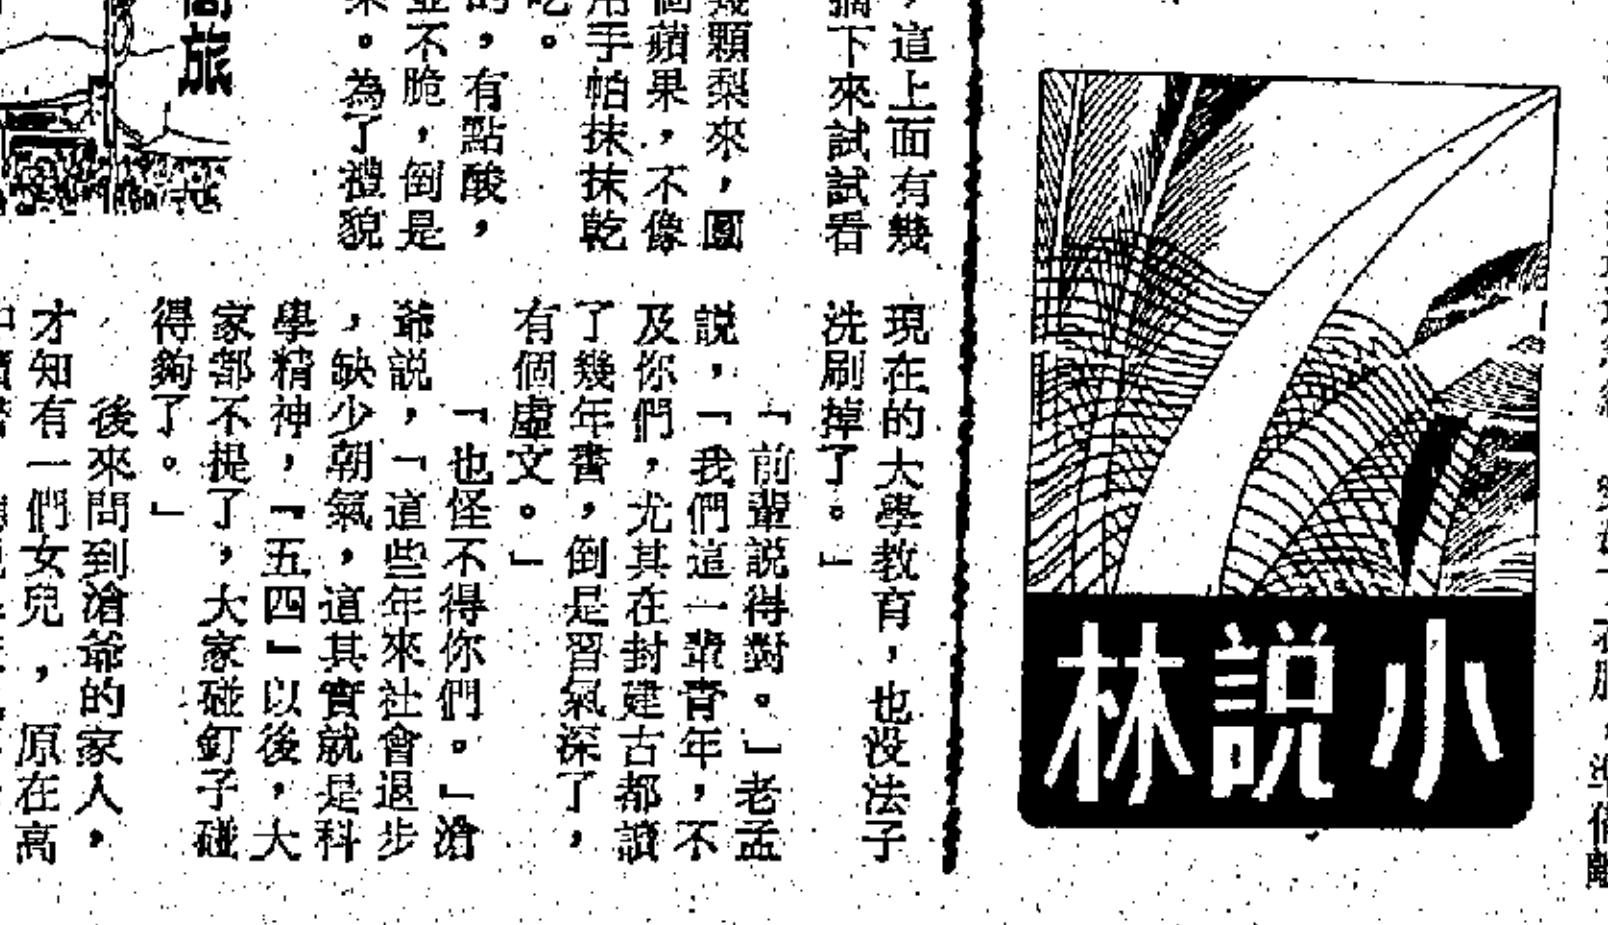 小説林
，這上面有幾
摘下來試試看
幾顆梨來，圓
個蘋果，不像
用手帕抹抹乾
吃。
的，有點酸，
並不脆，倒是
果。為了禮貌
旅
現在的大學教育，也没法子
洗刷掉了。」
「前輩説得對。」老孟
説，「我們這一輩青年，不
及你們，尤其在封建古都讀
了幾年書，倒是習氣深了，
有個虛文。」
「也怪不得你們。」滄
爺説，「這些年來社會退步
，缺少朝氣，這其實就是科
學精神，「五四」以後，大
家都不提了，大家碰釘子碰
得夠了。」
後來問到滄爺的家人，
才知有一們女兒，原在高